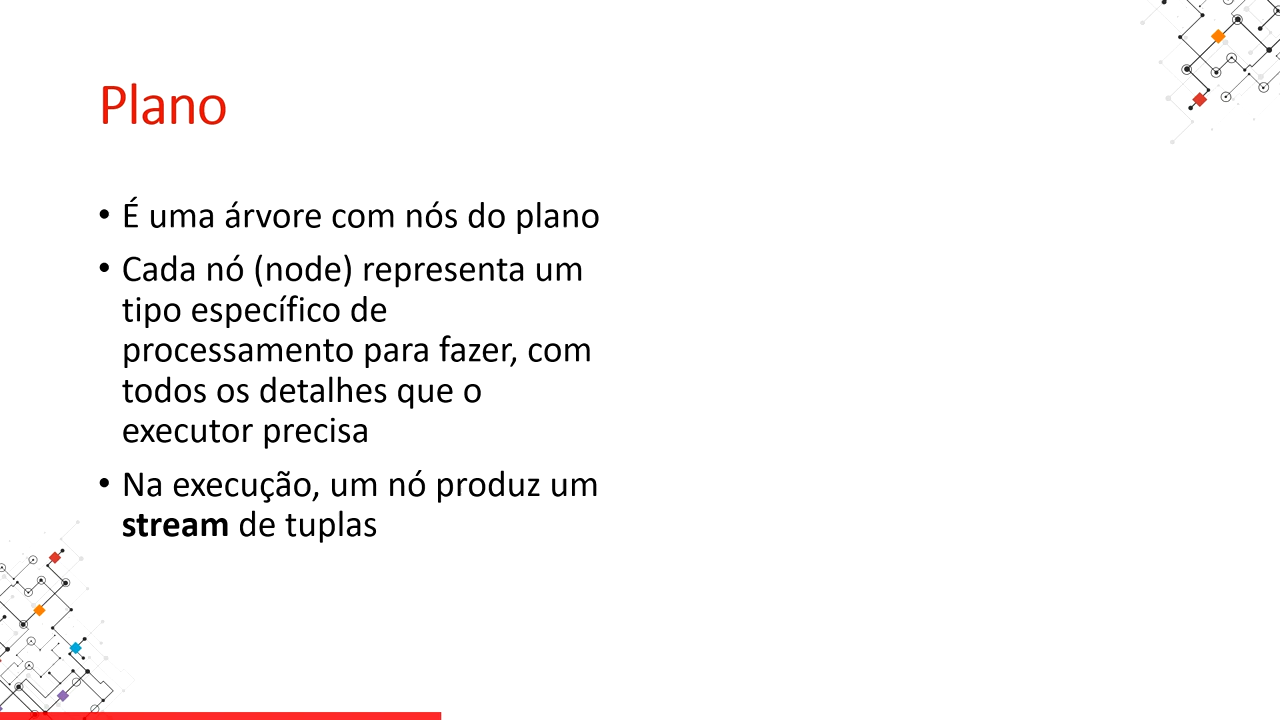 Plano
• É uma árvore com nós do plano
• Cada nó (node) representa um
tipo específico de
processamento para fazer, com
todos os detalhes que o
executor precisa
• Na execução, um nó produz um
stream de tuplas